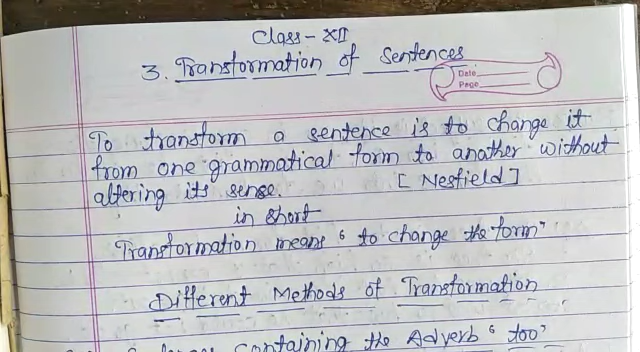 Class - XII
3. Transformation of Sentences
Date
Page
To transform a sentence is to change it
from one grammatical form to another without
altering its sense. [Nesfield]
in short
Transformation means "to change the form"
Different Methods of Transformation
containing the Adverb "too"